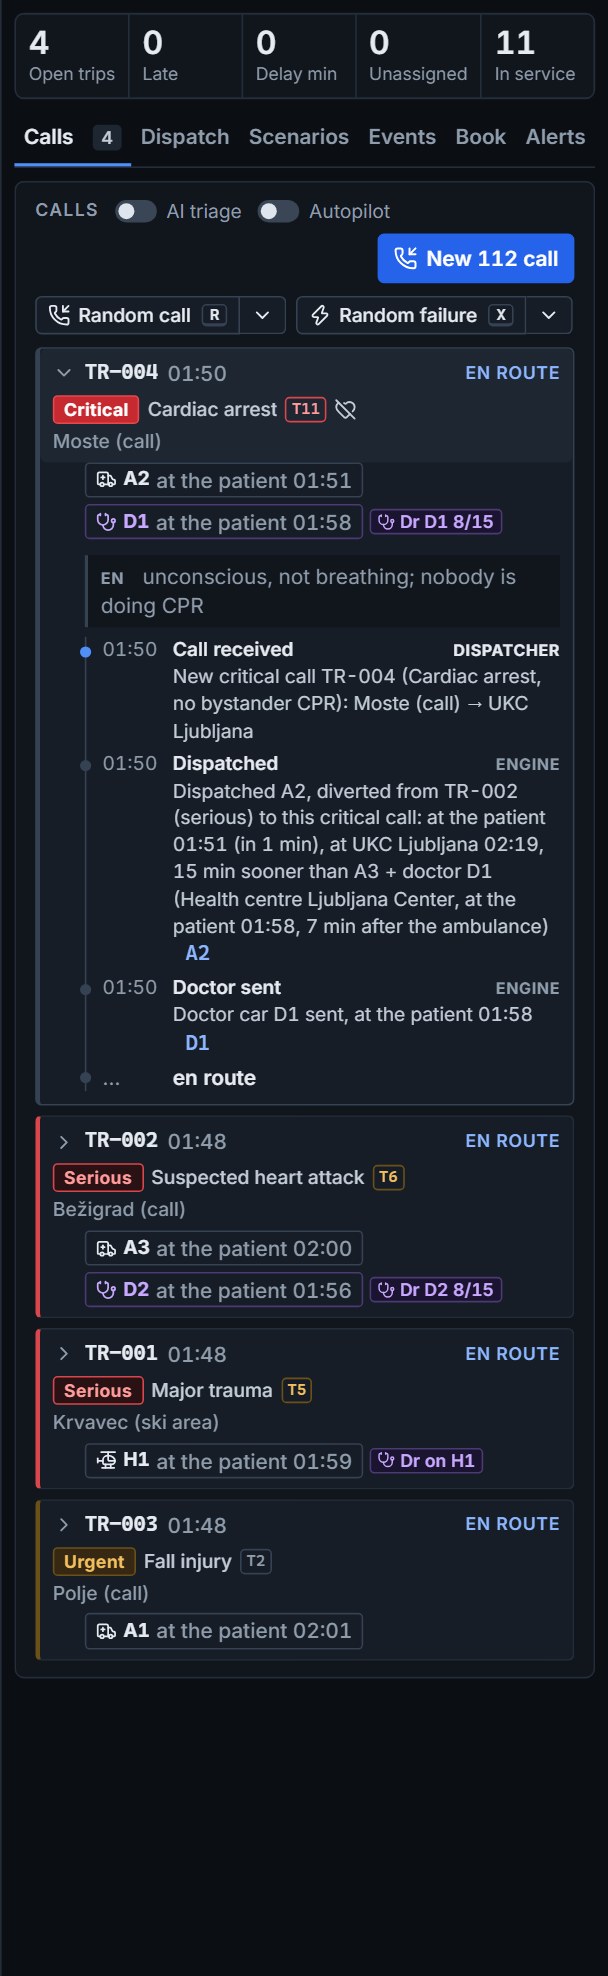 4 0 0 0 11
Open trips Late Delay min Unassigned In service
Calls 4 Dispatch Scenarios Events Book Alerts
CALLS AI triage Autopilot
New 112 call
Random call R Random failure X
TR-004 01:50 EN ROUTE
Critical Cardiac arrest T11
Moste (call)
A2 at the patient 01:51
D1 at the patient 01:58 Dr D1 8/15
EN unconscious, not breathing; nobody is
doing CPR
01:50 Call received DISPATCHER
New critical call TR-004 (Cardiac arrest,
no bystander CPR): Moste (call) → UKC
Ljubljana
01:50 Dispatched ENGINE
Dispatched A2, diverted from TR-002
(serious) to this critical call: at the patient
01:51 (in 1 min), at UKC Ljubljana 02:19,
15 min sooner than A3 + doctor D1
(Health centre Ljubljana Center, at the
patient 01:58, 7 min after the ambulance)
A2
01:50 Doctor sent ENGINE
Doctor car D1 sent, at the patient 01:58
D1
... en route
TR-002 01:48 EN ROUTE
Serious Suspected heart attack T6
Bežigrad (call)
A3 at the patient 02:00
D2 at the patient 01:56 Dr D2 8/15
TR-001 01:48 EN ROUTE
Serious Major trauma T5
Krvavec (ski area)
H1 at the patient 01:59 Dr on H1
TR-003 01:48 EN ROUTE
Urgent Fall injury T2
Polje (call)
A1 at the patient 02:01